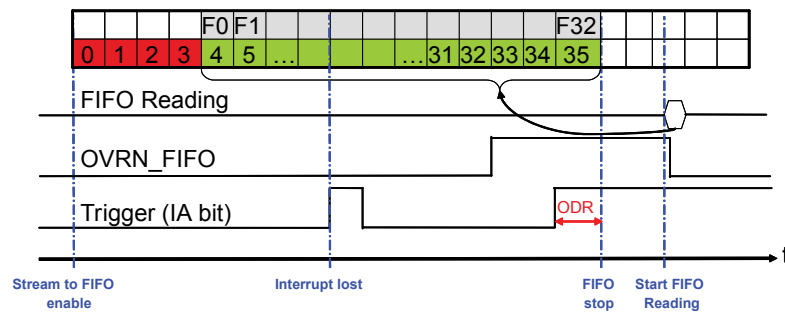 F0 F1 F32
0 1 2 3 4 5 ... ...31 32 33 34 35
FIFO Reading
OVRN_FIFO
Trigger (IA bit)
ODR
t
Stream to FIFO
enable
Interrupt lost
FIFO
stop
Start FIFO
Reading